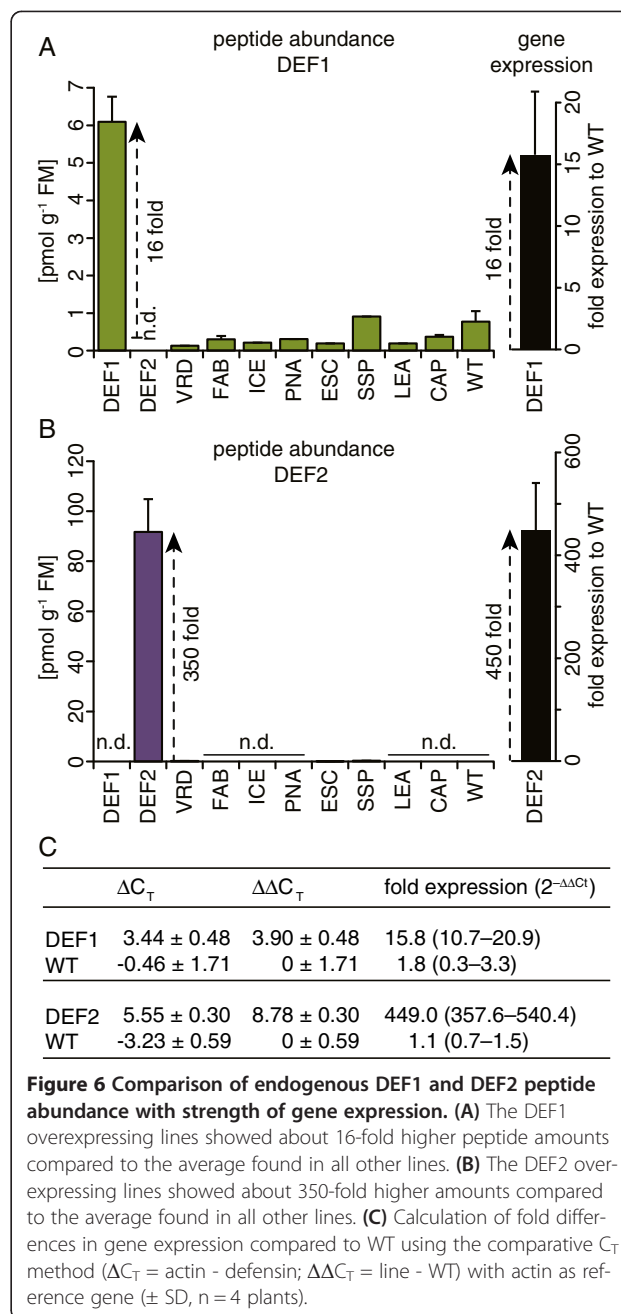 A
peptide abundance
DEF1
gene
expression
[pmol g-1 FM]
7
6
5
4
3
2
1
0
16 fold
n.d.
DEF1
DEF2
VRD
FAB
ICE
PNA
ESC
SSP
LEA
CAP
WT
16 fold
20
15
10
5
0
fold expression to WT
DEF1
B
peptide abundance
DEF2
[pmol g-1 FM]
120
100
80
60
40
20
0
n.d.
350 fold
n.d.
n.d.
DEF1
DEF2
VRD
FAB
ICE
PNA
ESC
SSP
LEA
CAP
WT
450 fold
600
400
200
0
fold expression to WT
DEF2
C
ΔCT ΔΔCT fold expression (2–ΔΔCt)
DEF1 3.44 ± 0.48 3.90 ± 0.48 15.8 (10.7–20.9)
WT -0.46 ± 1.71 0 ± 1.71 1.8 (0.3–3.3)
DEF2 5.55 ± 0.30 8.78 ± 0.30 449.0 (357.6–540.4)
WT -3.23 ± 0.59 0 ± 0.59 1.1 (0.7–1.5)
Figure 6 Comparison of endogenous DEF1 and DEF2 peptide
abundance with strength of gene expression. (A) The DEF1
overexpressing lines showed about 16-fold higher peptide amounts
compared to the average found in all other lines. (B) The DEF2 over-
expressing lines showed about 350-fold higher amounts compared
to the average found in all other lines. (C) Calculation of fold differ-
ences in gene expression compared to WT using the comparative CT
method (ΔCT = actin - defensin; ΔΔCT = line - WT) with actin as ref-
erence gene (± SD, n = 4 plants).